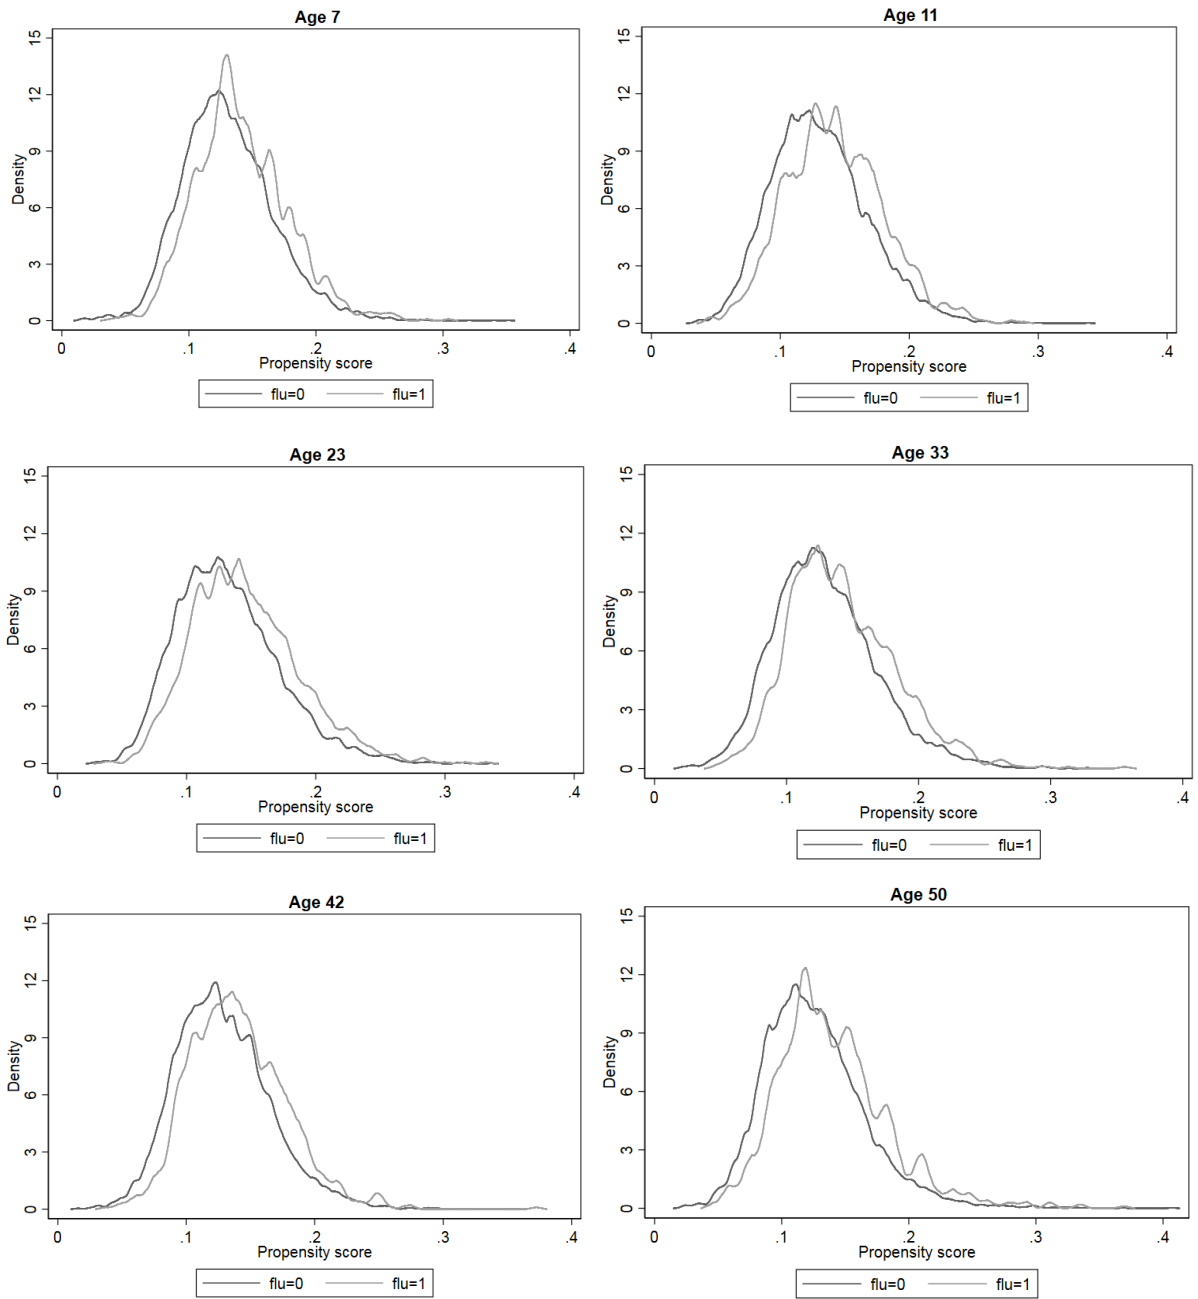 Age 7
15
12
9
6
3
0
Density
0 .1 .2 .3 .4
Propensity score
flu=0 flu=1
Age 11
15
12
9
6
3
0
Density
0 .1 .2 .3 .4
Propensity score
flu=0 flu=1
Age 23
15
12
9
6
3
0
Density
0 .1 .2 .3 .4
Propensity score
flu=0 flu=1
Age 33
15
12
9
6
3
0
Density
0 .1 .2 .3 .4
Propensity score
flu=0 flu=1
Age 42
15
12
9
6
3
0
Density
0 .1 .2 .3 .4
Propensity score
flu=0 flu=1
Age 50
15
12
9
6
3
0
Density
0 .1 .2 .3 .4
Propensity score
flu=0 flu=1